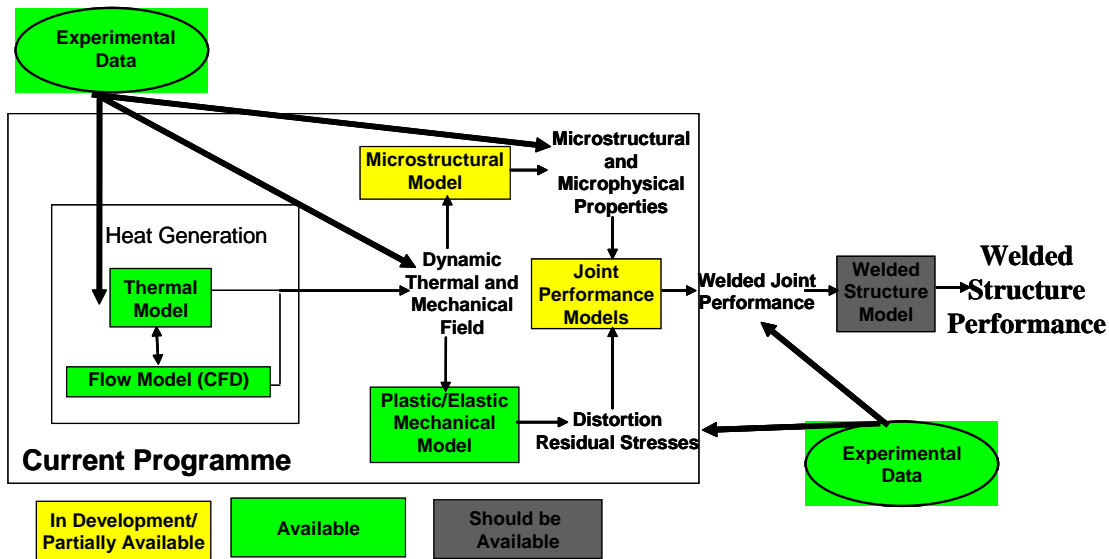 Experimental
Data
Microstructural
and
Microphysical
Properties
Microstructural
Model
Heat Generation
Thermal
Model
Flow Model (CFD)
Dynamic
Thermal and
Mechanical
Field
Joint
Performance
Models
Welded Joint
Performance
Welded
Structure
Model
Welded
Structure
Performance
Plastic/Elastic
Mechanical
Model
Distortion
Residual Stresses
Experimental
Data
Current Programme
In Development/
Partially Available
Available
Should be
Available